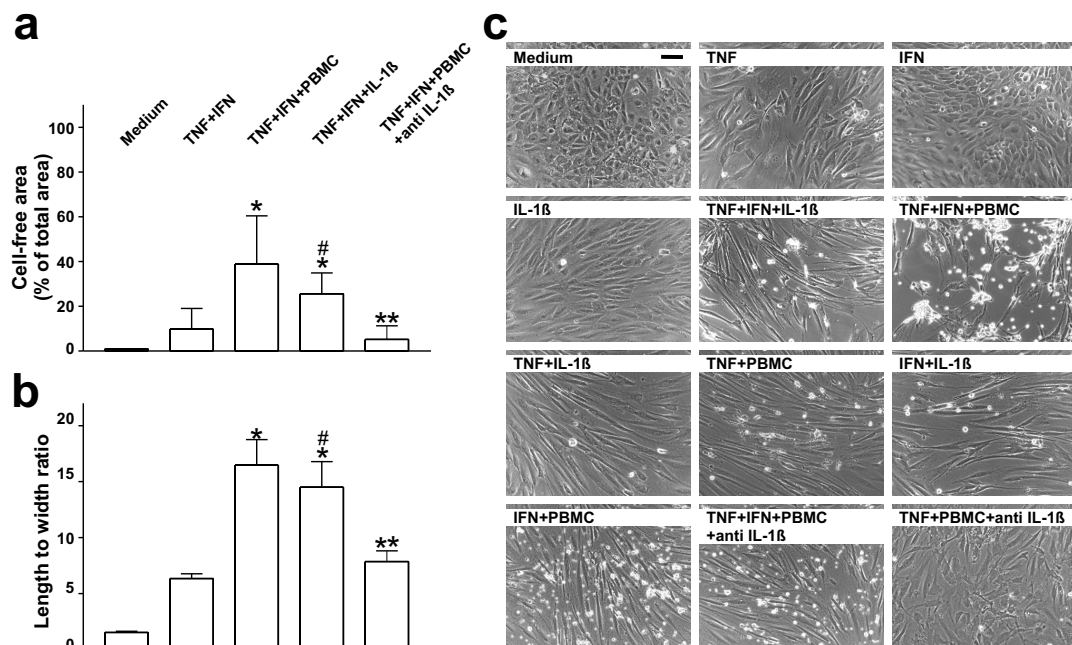 a
Medium
TNF+IFN
TNF+IFN+PBMC
TNF+IFN+IL-1ß
TNF+IFN+PBMC
+anti IL-1ß
Cell-free area
(% of total area)
100
80
60
40
20
0
*
#
*
**
b
Length to width ratio
20
15
10
5
0
*
#
*
**
c
Medium
TNF
IFN
IL-1ß
TNF+IFN+IL-1ß
TNF+IFN+PBMC
TNF+IL-1ß
TNF+PBMC
IFN+IL-1ß
IFN+PBMC
TNF+IFN+PBMC
+anti IL-1ß
TNF+PBMC+anti IL-1ß